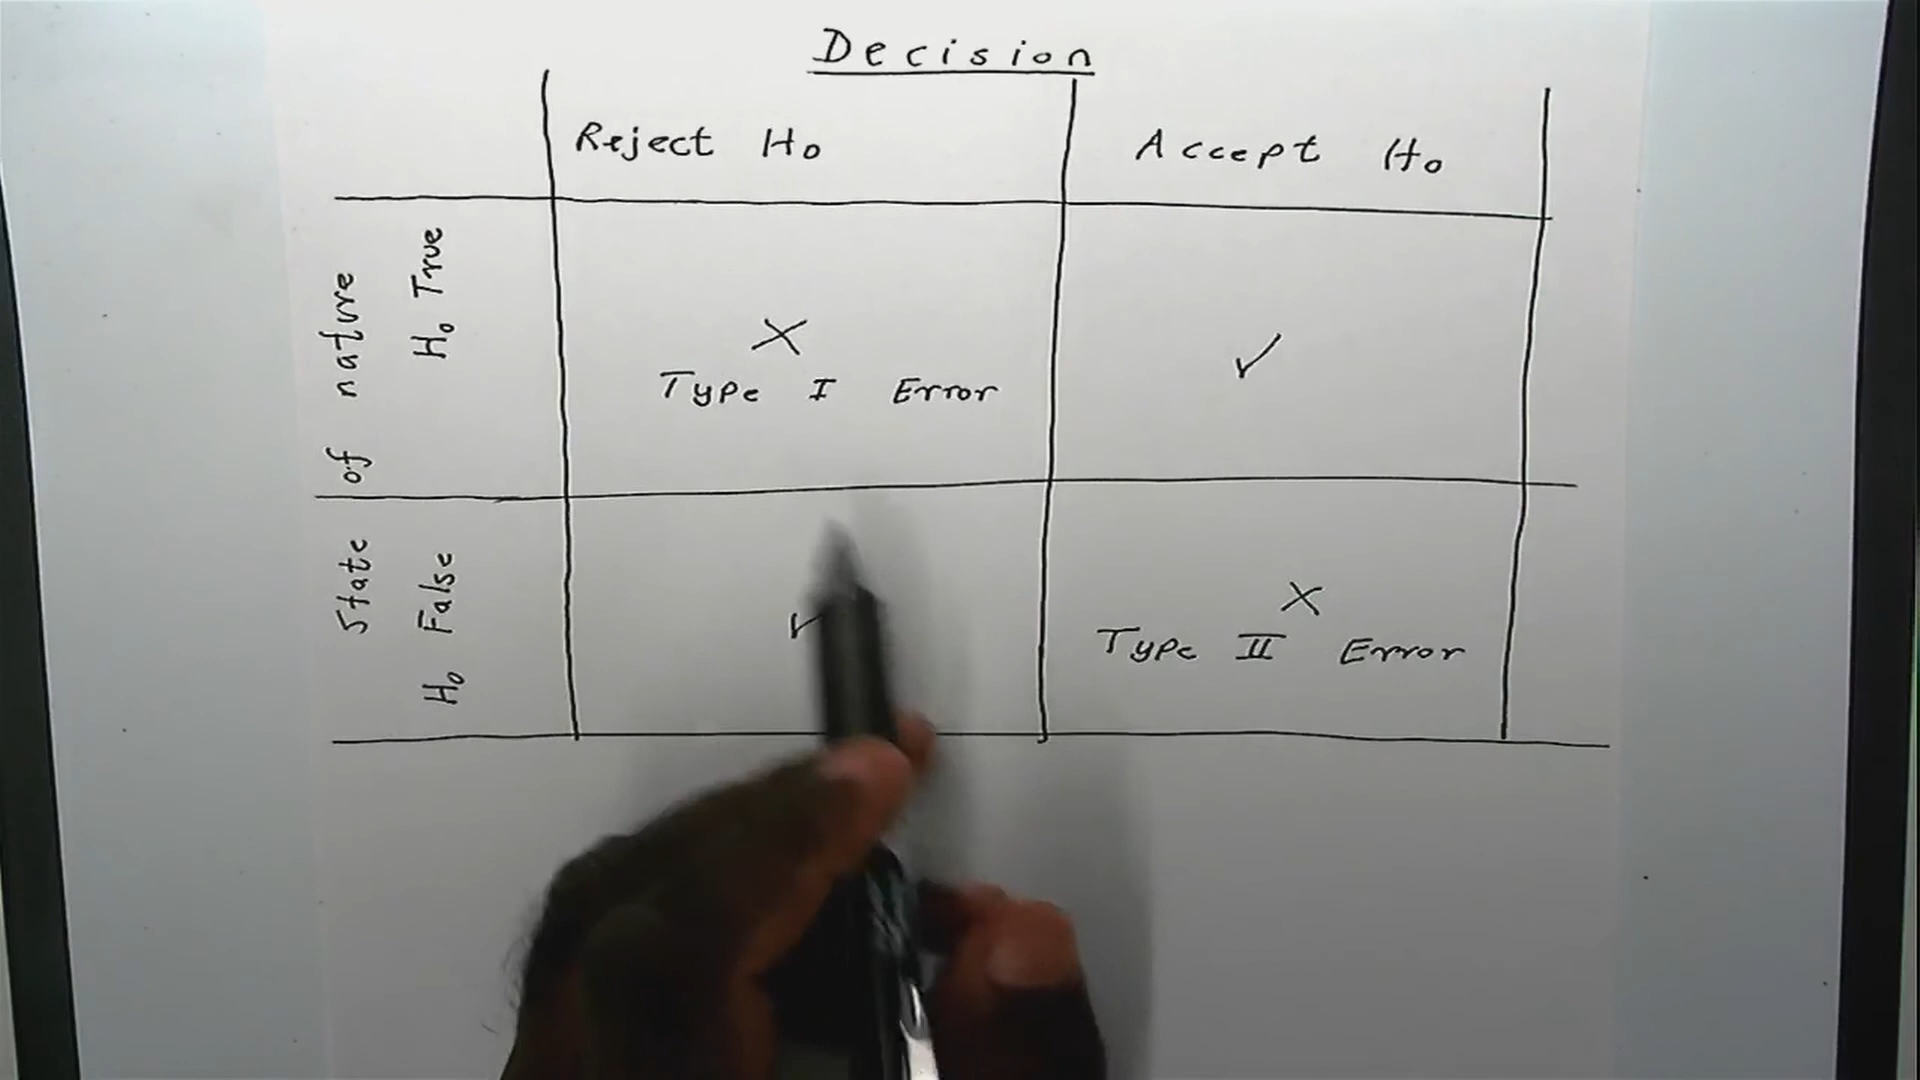 Decision
Reject H₀ Accept H₀
State of nature
H₀ True
X ✓
Type I Error
H₀ False
✓ X
Type II Error